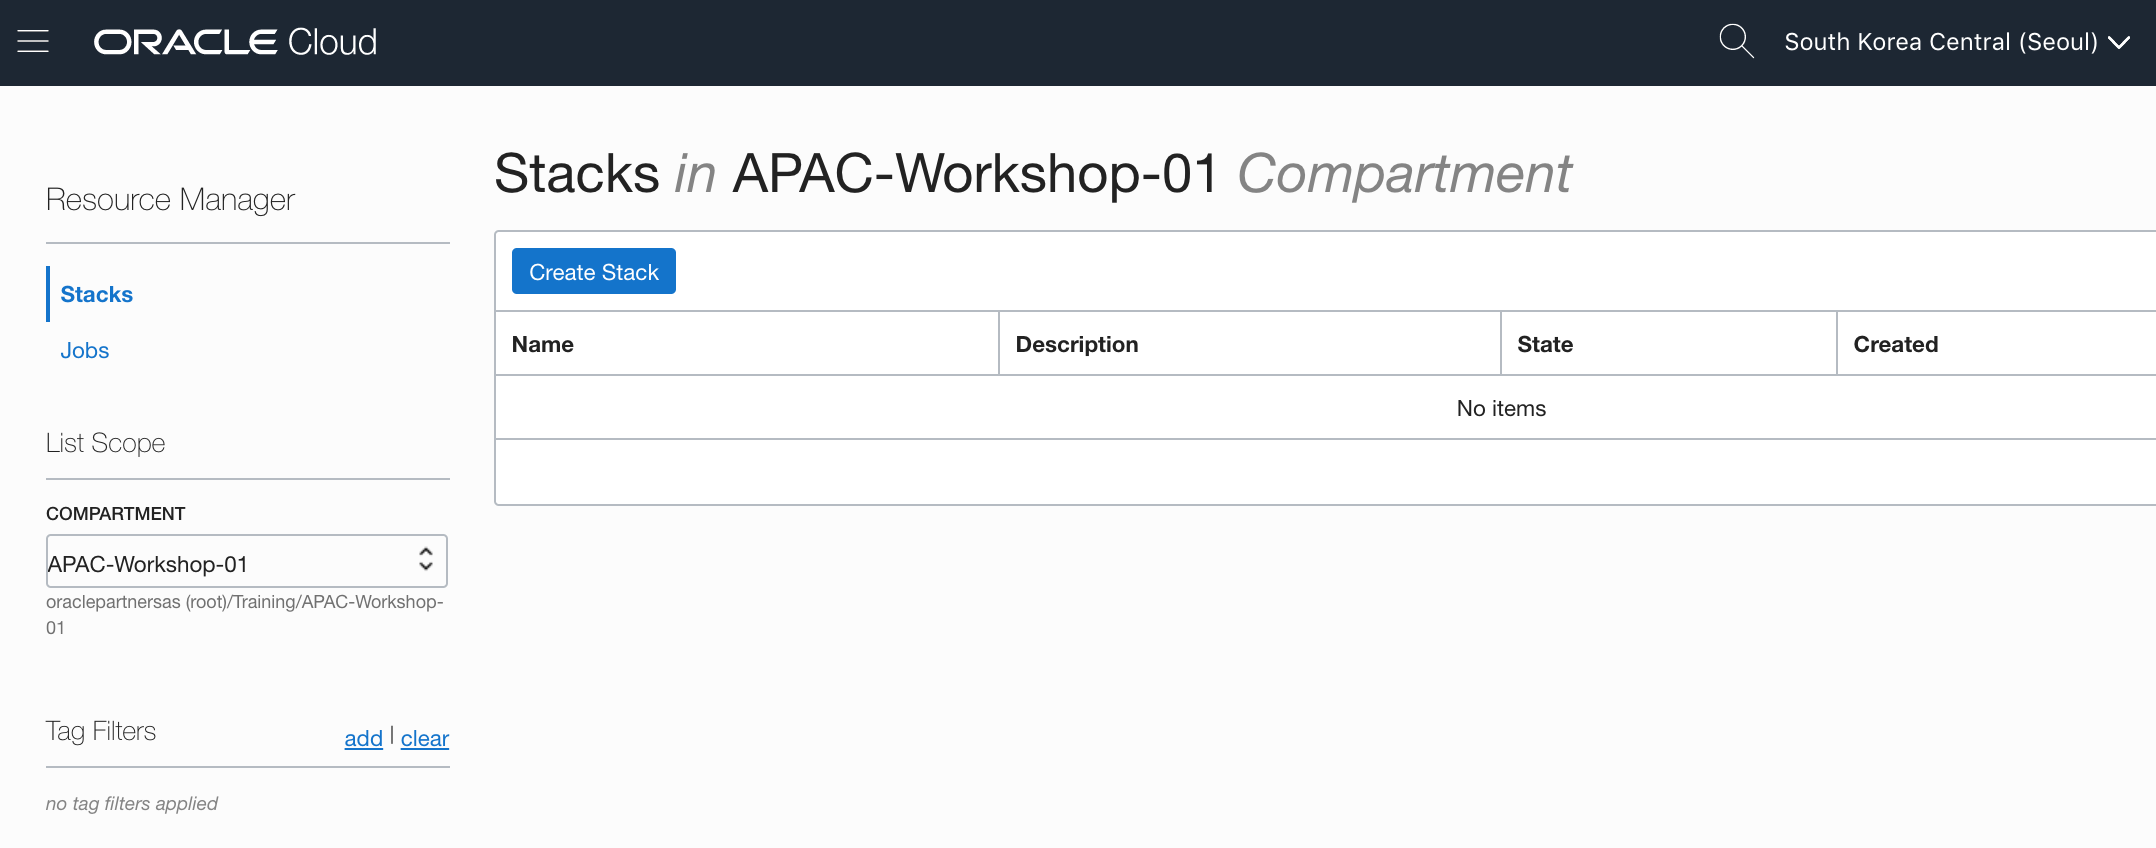 ORACLE Cloud
South Korea Central (Seoul)
Resource Manager
Stacks
Jobs
List Scope
COMPARTMENT
APAC-Workshop-01
oraclepartnersas (root)/Training/APAC-Workshop-
01
Tag Filters
add | clear
no tag filters applied
Stacks in APAC-Workshop-01 Compartment
Create Stack
Name Description State Created
No items